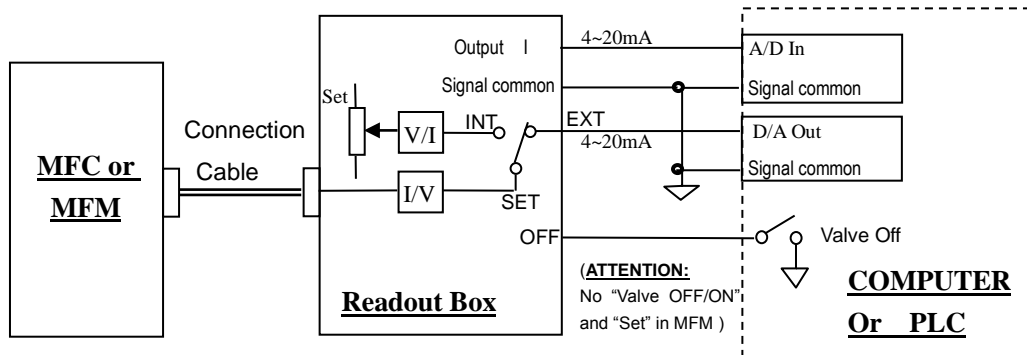 MFC or
MFM
Connection
Cable
Set
V/I
INT
I/V
SET
Output I
Signal common
EXT
OFF
Readout Box
4~20mA
4~20mA
A/D In
Signal common
D/A Out
Signal common
Valve Off
(ATTENTION:
No “Valve OFF/ON”
and “Set” in MFM )
COMPUTER
Or PLC